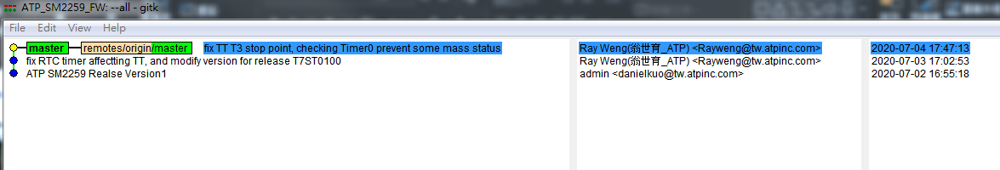 ATP_SM2259_FW: --all - gitk
File Edit View Help
master remotes/origin/master fix TT T3 stop point, checking Timer0 prevent some mass status Ray Weng(翁世育_ATP) <Rayweng@tw.atpinc.com> 2020-07-04 17:47:13
fix RTC timer affectting TT, and modify version for release T7ST0100 Ray Weng(翁世育_ATP) <Rayweng@tw.atpinc.com> 2020-07-03 17:02:53
ATP SM2259 Realse Version1 admin <danielkuo@tw.atpinc.com> 2020-07-02 16:55:18